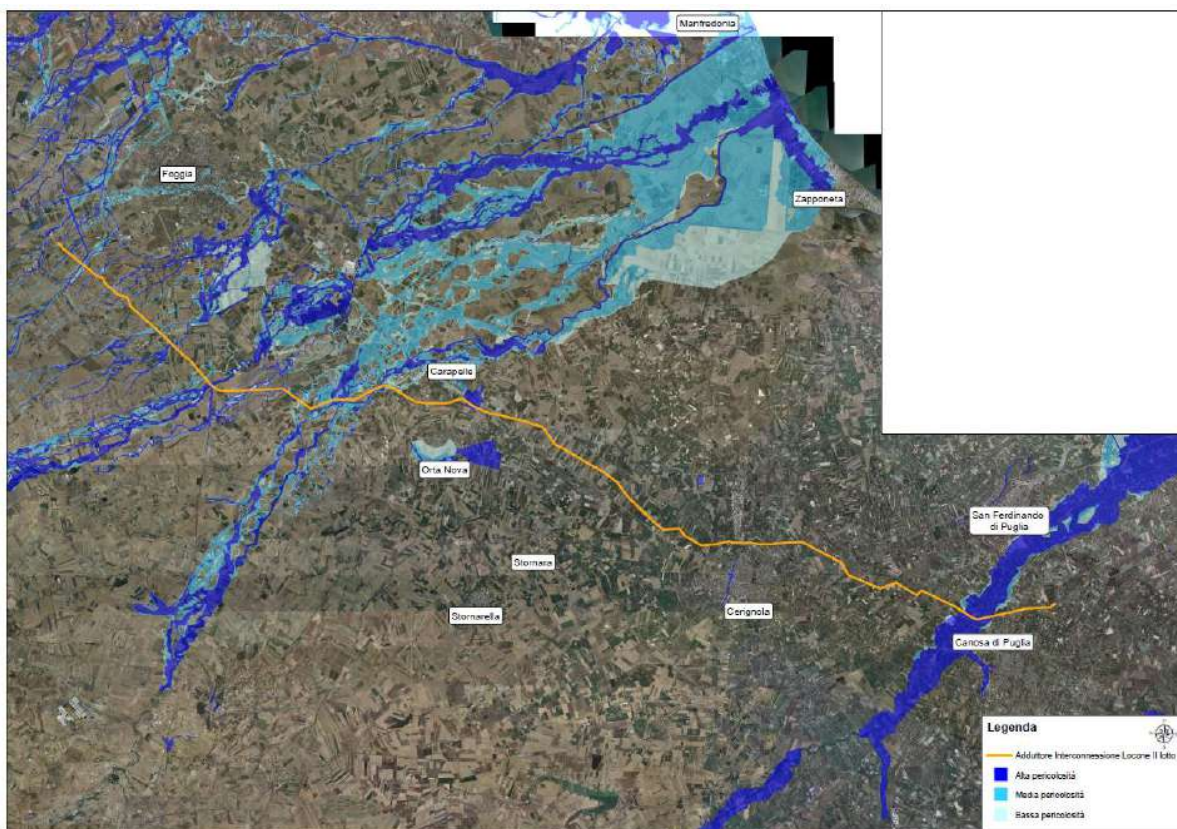 Manfredonia
Foggia
Zapponeta
Carapelle
Orta Nova
San Ferdinando
di Puglia
Stornara
Stornarella
Cerignola
Canosa di Puglia
Legenda
Adduttore Interconnessione Locone II lotto
Alta pericolosità
Media pericolosità
Bassa pericolosità